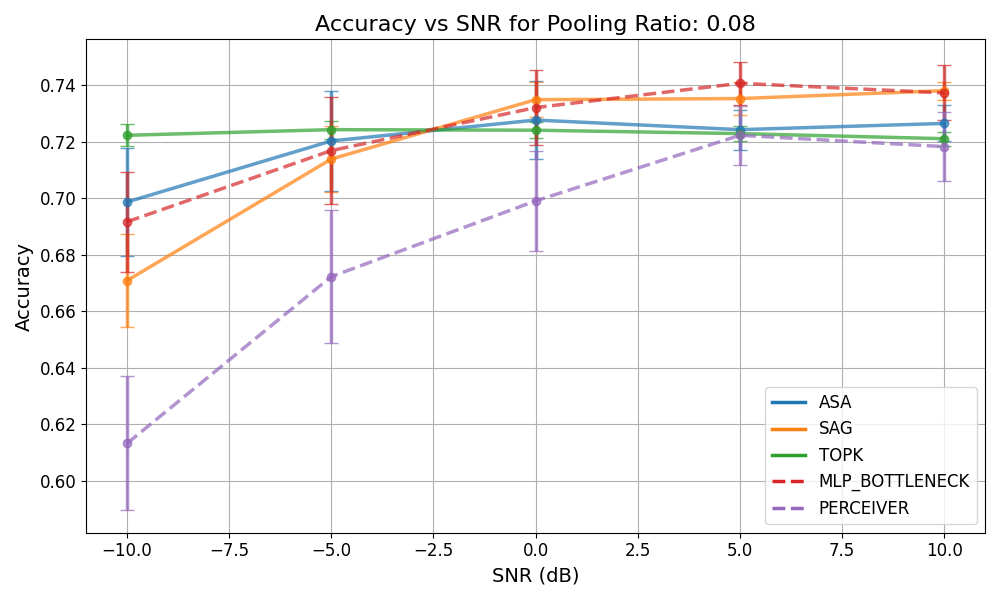 Accuracy vs SNR for Pooling Ratio: 0.08
Accuracy
0.74
0.72
0.70
0.68
0.66
0.64
0.62
0.60
ASA
SAG
TOPK
MLP_BOTTLENECK
PERCEIVER
−10.0 −7.5 −5.0 −2.5 0.0 2.5 5.0 7.5 10.0
SNR (dB)